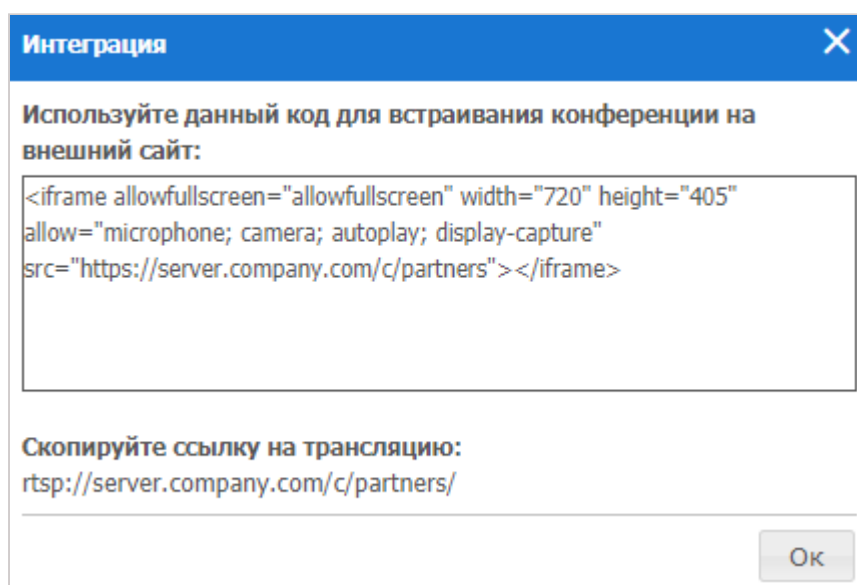 Интеграция
Используйте данный код для встраивания конференции на
внешний сайт:
<iframe allowfullscreen="allowfullscreen" width="720" height="405"
allow="microphone; camera; autoplay; display-capture"
src="https://server.company.com/c/partners"></iframe>
Скопируйте ссылку на трансляцию:
rtsp://server.company.com/c/partners/
Ок